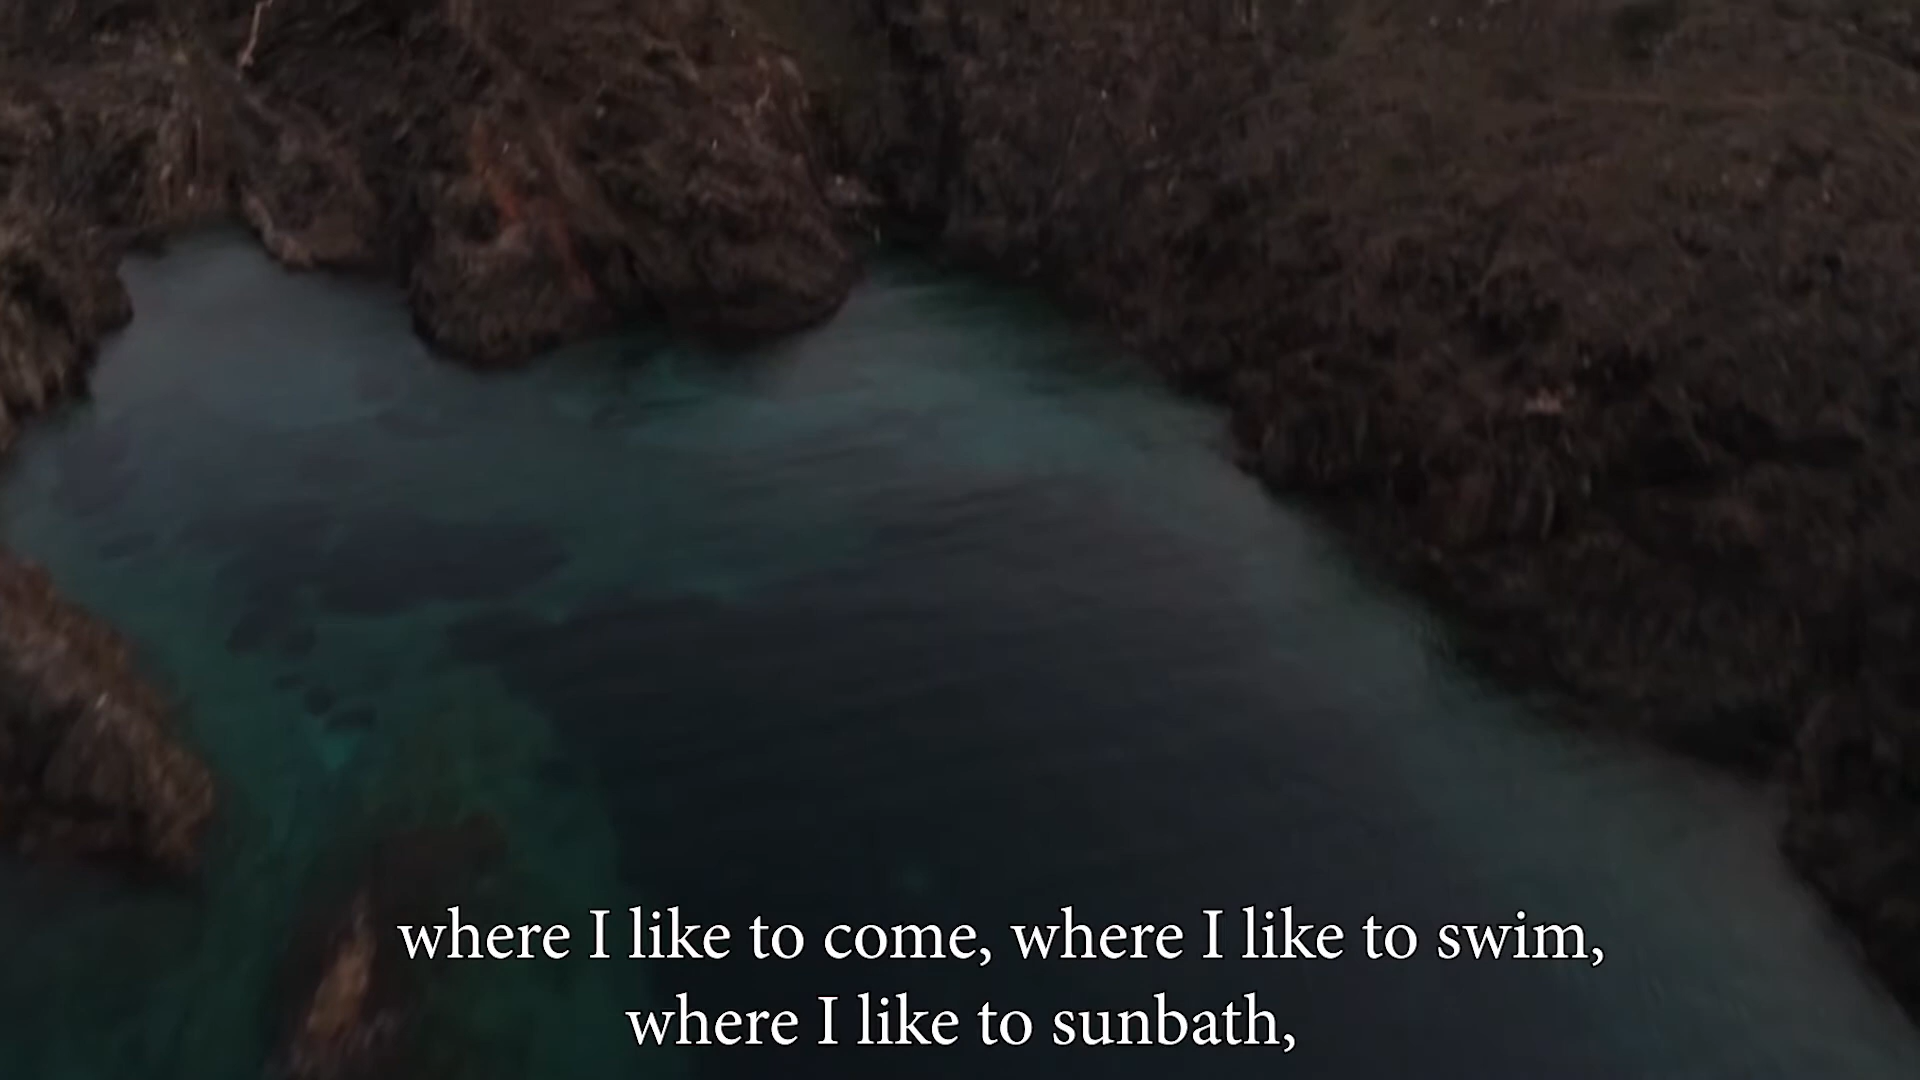 where I like to come, where I like to swim,
where I like to sunbath,